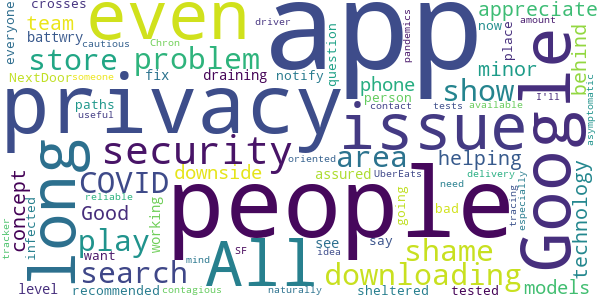 crosses
everyone
team
battwry
cautious
driver
pandemics
even
app
amount
question
now
place
appreciate
Chron
store
problem
behind
Google
NextDoor
someone
fix
draining
notify
phone
person
show
minor
paths
useful
privacy
issue
contact
tests
available
I'll
asymptomatic
long
security
area
helping
oriented
COVID
downside
assured
UberEats
delivery
need
tracing
especially
technology
concept
infected
reliable
Good
working
people
going
bad
tracker
play
want
All
SF
see
idea
say
shame
search
mind
downloading
level
recommended
contagious
naturally
sheltered
tested
models